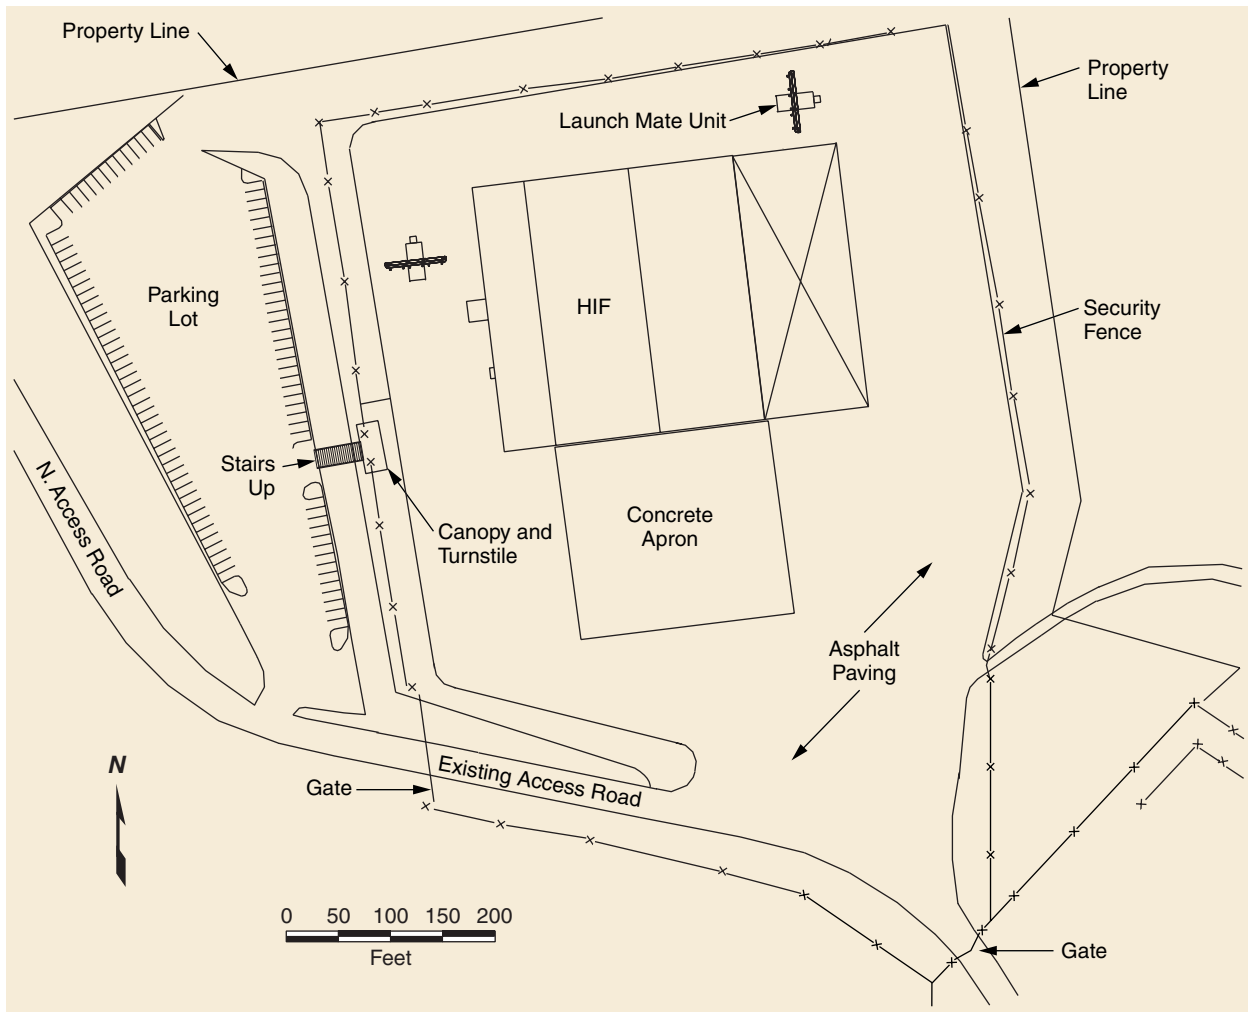 Property Line
Property
Line
Launch Mate Unit
Parking
Lot
HIF
Security
Fence
Stairs
Up
N. Access Road
Canopy and
Turnstile
Concrete
Apron
Asphalt
Paving
N
Gate
Existing Access Road
0 50 100 150 200
Feet
Gate